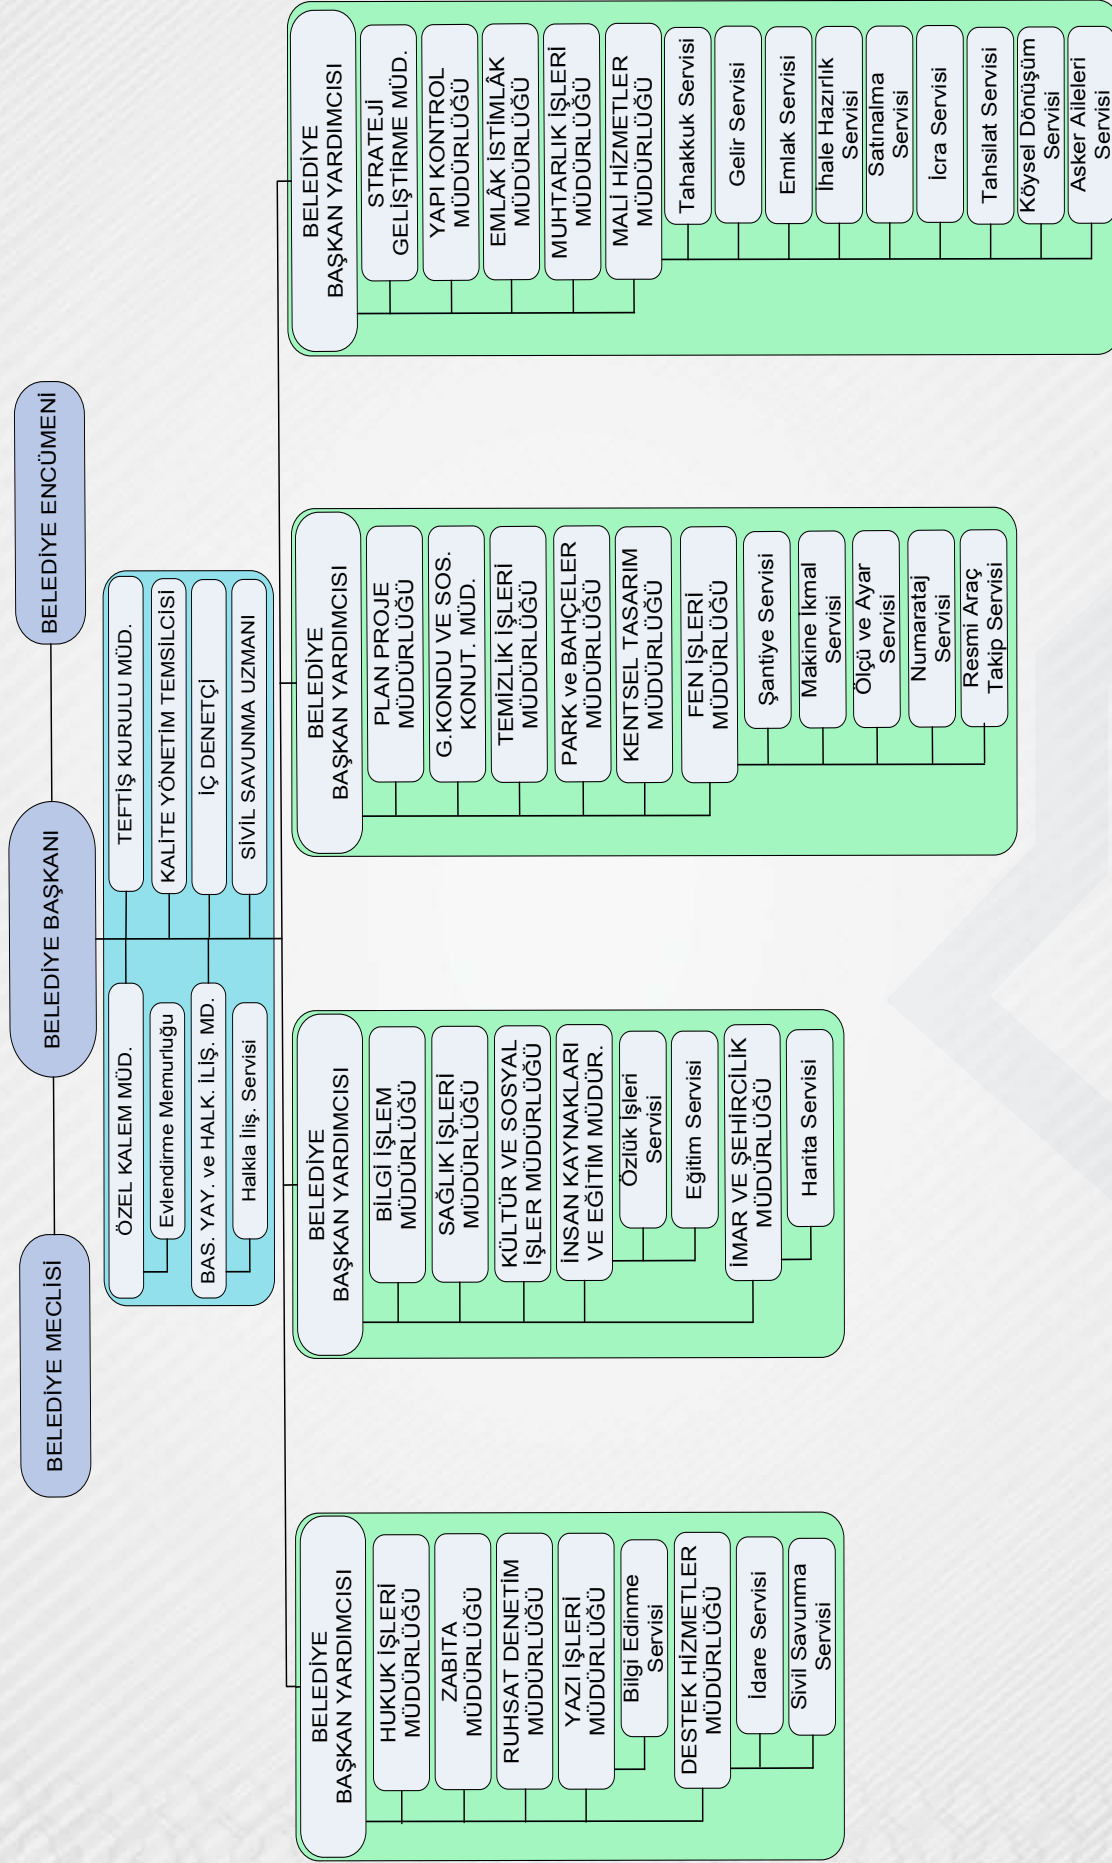 BELEDİYE MECLİSİ
BELEDİYE BAŞKANI
BELEDİYE ENCÜMENİ
ÖZEL KALEM MÜD.
Evlendirme Memurluğu
BAS. YAY. ve HALK. İLİŞ. MD.
Halkla İliş. Servisi
TEFTİŞ KURULU MÜD.
KALİTE YÖNETİM TEMSİLCİSİ
İÇ DENETÇİ
SİVİL SAVUNMA UZMANI
BELEDİYE
BAŞKAN YARDIMCISI
HUKUK İŞLERİ
MÜDÜRLÜĞÜ
ZABITA
MÜDÜRLÜĞÜ
RUHSAT DENETİM
MÜDÜRLÜĞÜ
YAZI İŞLERİ
MÜDÜRLÜĞÜ
Bilgi Edinme
Servisi
DESTEK HİZMETLER
MÜDÜRLÜĞÜ
İdare Servisi
Sivil Savunma
Servisi
BELEDİYE
BAŞKAN YARDIMCISI
BİLGİ İŞLEM
MÜDÜRLÜĞÜ
SAĞLIK İŞLERİ
MÜDÜRLÜĞÜ
KÜLTÜR VE SOSYAL
İŞLER MÜDÜRLÜĞÜ
İNSAN KAYNAKLARI
VE EĞİTİM MÜDÜR.
Özlük İşleri
Servisi
Eğitim Servisi
İMAR VE ŞEHİRCİLİK
MÜDÜRLÜĞÜ
Harita Servisi
BELEDİYE
BAŞKAN YARDIMCISI
PLAN PROJE
MÜDÜRLÜĞÜ
G.KONDU VE SOS.
KONUT. MÜD.
TEMİZLİK İŞLERİ
MÜDÜRLÜĞÜ
PARK ve BAHÇELER
MÜDÜRLÜĞÜ
KENTSEL TASARIM
MÜDÜRLÜĞÜ
FEN İŞLERİ
MÜDÜRLÜĞÜ
Şantiye Servisi
Makine İkmal
Servisi
Ölçü ve Ayar
Servisi
Numarataj
Servisi
Resmi Araç
Takip Servisi
BELEDİYE
BAŞKAN YARDIMCISI
STRATEJİ
GELİŞTİRME MÜD.
YAPI KONTROL
MÜDÜRLÜĞÜ
EMLÂK İSTİMLÂK
MÜDÜRLÜĞÜ
MUHTARLIK İŞLERİ
MÜDÜRLÜĞÜ
MALİ HİZMETLER
MÜDÜRLÜĞÜ
Tahakkuk Servisi
Gelir Servisi
Emlak Servisi
İhale Hazırlık
Servisi
Satınalma
Servisi
İcra Servisi
Tahsilat Servisi
Köysel Dönüşüm
Servisi
Asker Aileleri
Servisi